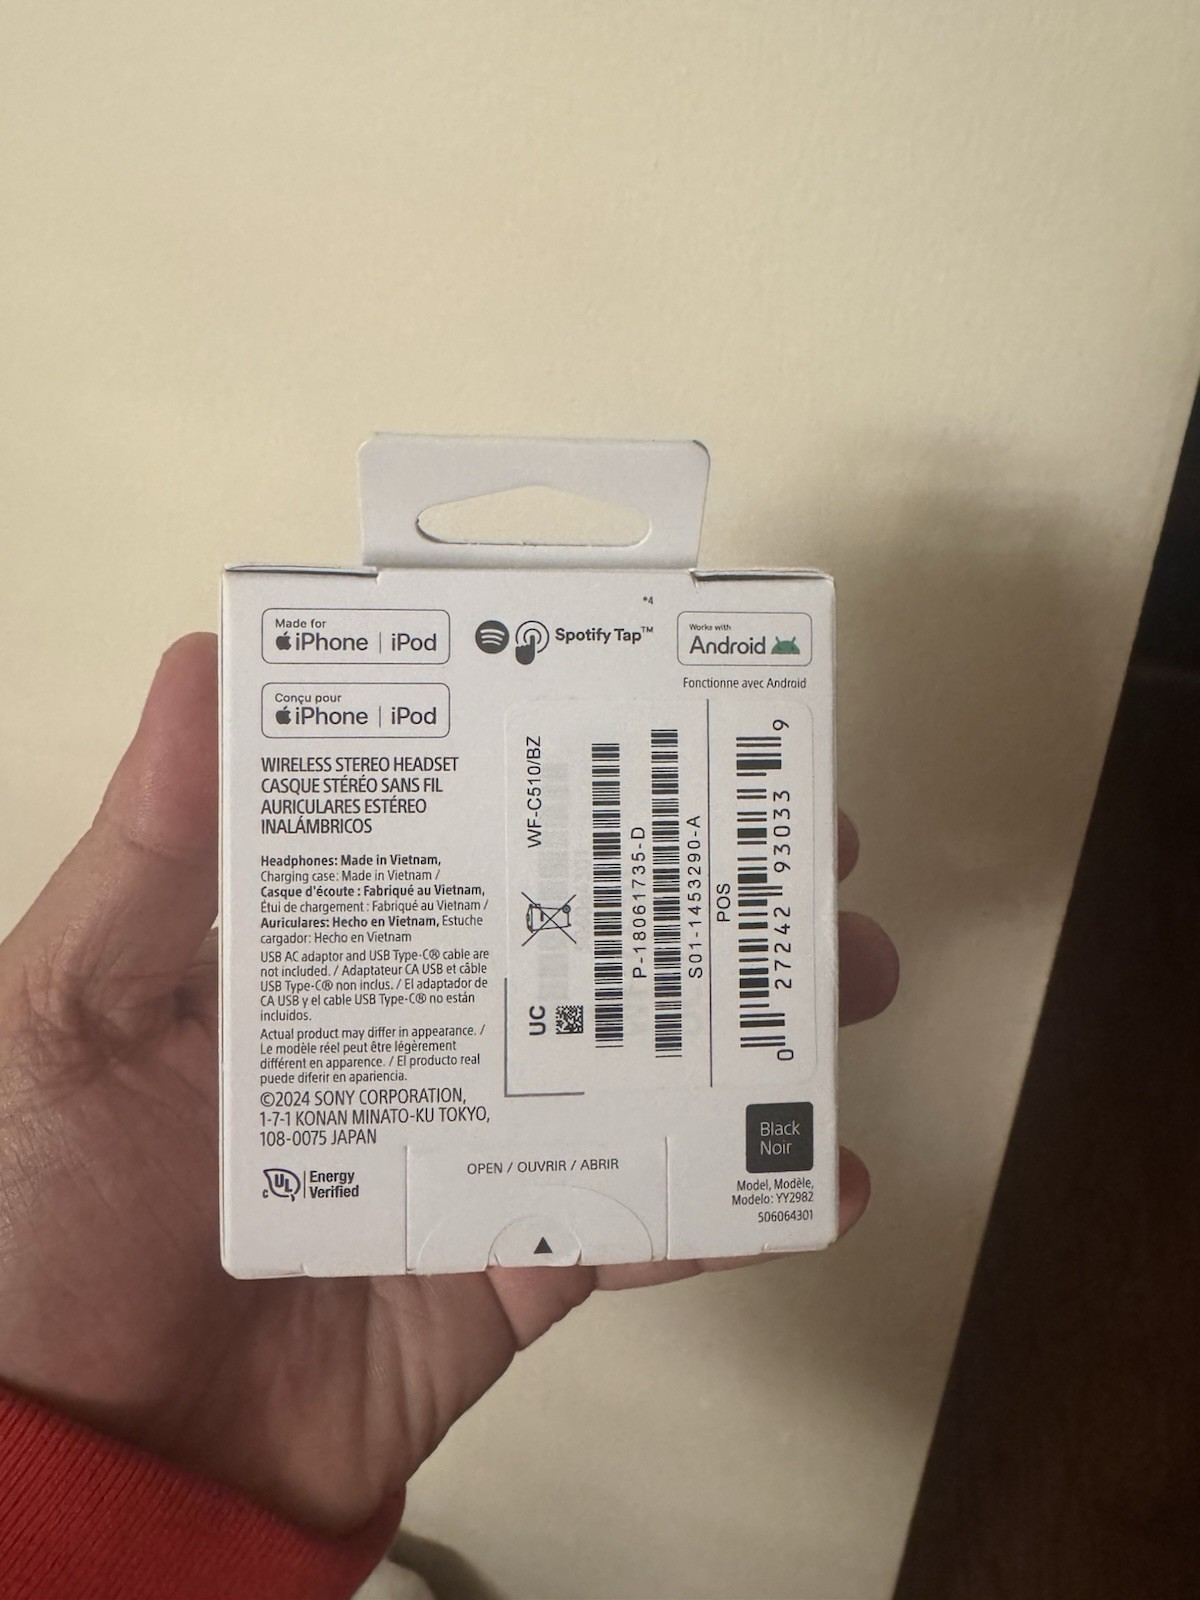 *4
Made for
iPhone | iPod
Spotify Tap™
Works with
Android
Fonctionne avec Android
Conçu pour
iPhone | iPod
WIRELESS STEREO HEADSET
CASQUE STÉRÉO SANS FIL
AURICULARES ESTÉREO
INALÁMBRICOS
Headphones: Made in Vietnam,
Charging case: Made in Vietnam /
Casque d'écoute : Fabriqué au Vietnam,
Étui de chargement : Fabriqué au Vietnam /
Auriculares: Hecho en Vietnam, Estuche
cargador: Hecho en Vietnam
USB AC adaptor and USB Type-C® cable are
not included. / Adaptateur CA USB et câble
USB Type-C® non inclus. / El adaptador de
CA USB y el cable USB Type-C® no están
incluidos.
Actual product may differ in appearance. /
Le modèle réel peut être légèrement
différent en apparence. / El producto real
puede diferir en apariencia.
©2024 SONY CORPORATION,
1-7-1 KONAN MINATO-KU TOKYO,
108-0075 JAPAN
c UL Energy
Verified
WF-C510/BZ
UC
P-18061735-D
S01-1453290-A
POS
0 27242 93033 9
OPEN / OUVRIR / ABRIR
Black
Noir
Model, Modèle,
Modelo: YY2982
506064301